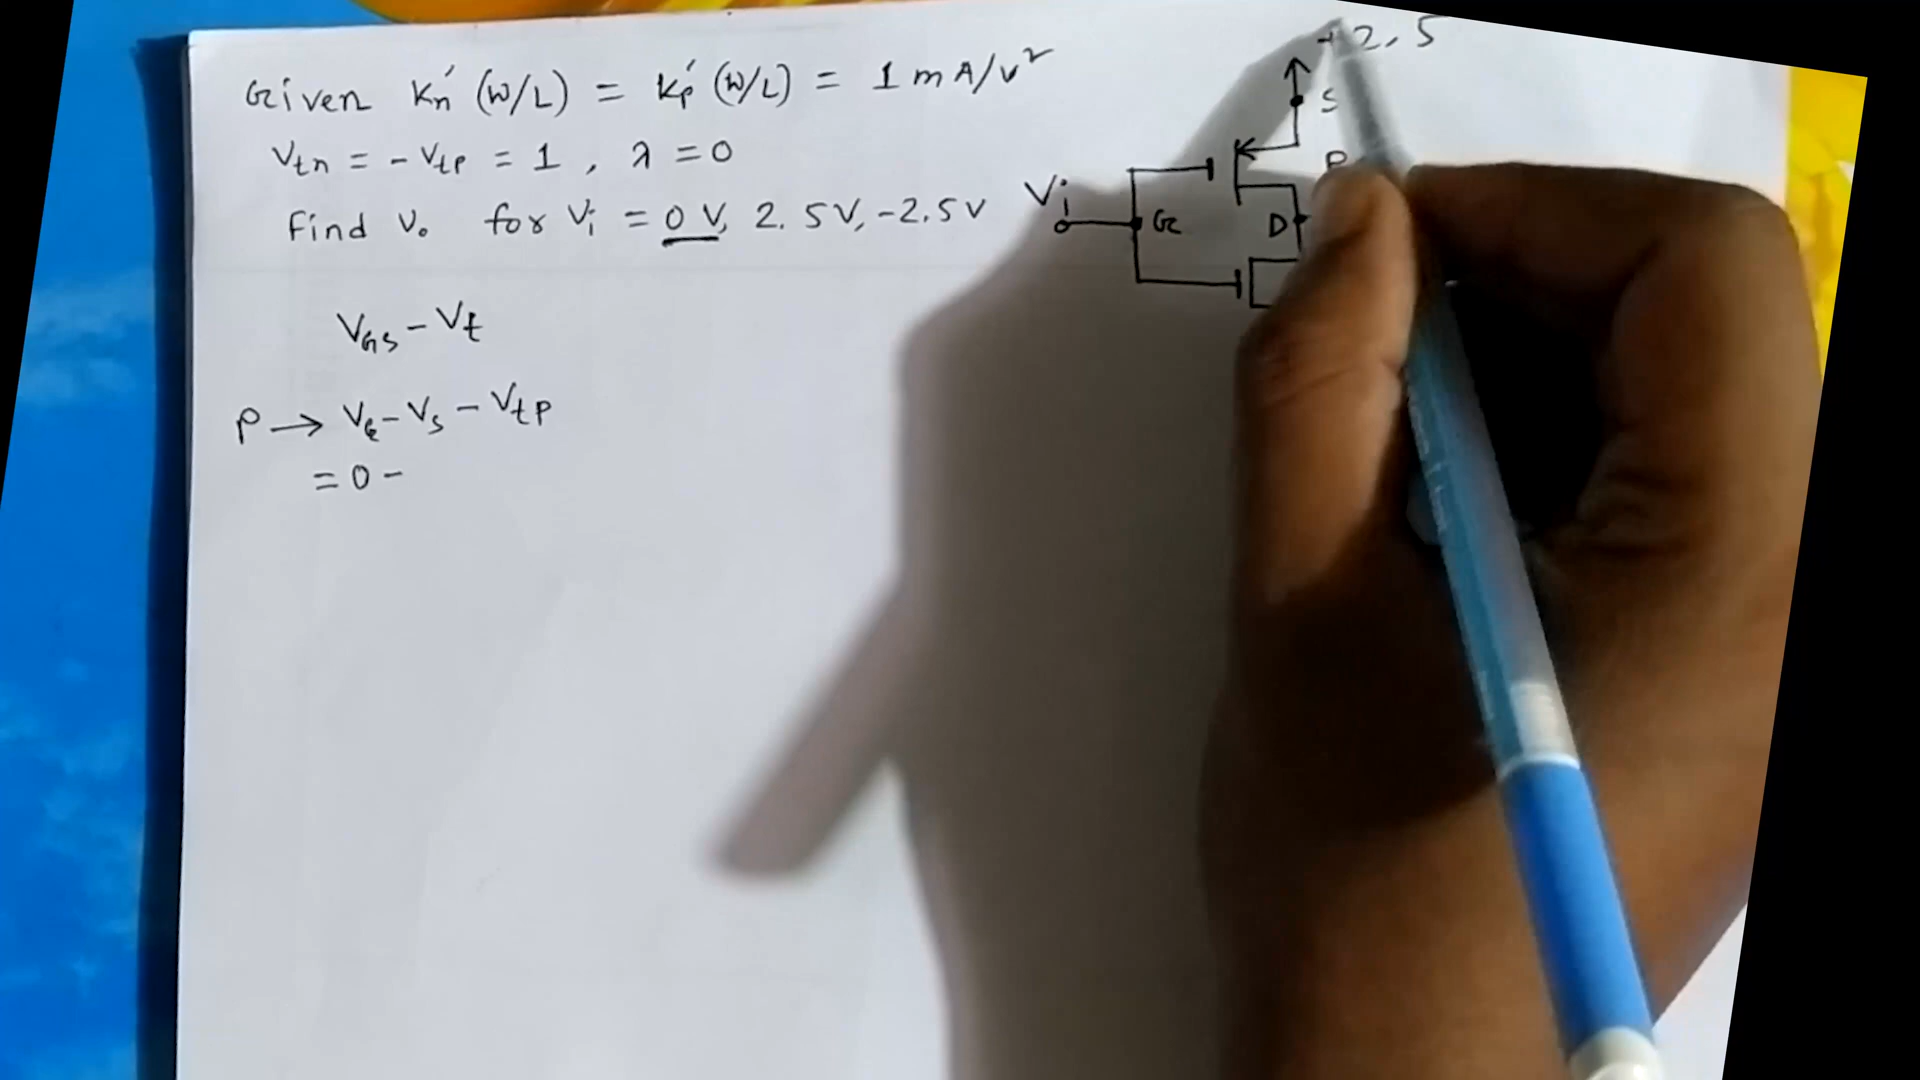 Given Kn' (W/L) = Kp' (W/L) = 1 mA/V²
Vtn = - Vtp = 1 , λ = 0
Find Vo for Vi = 0 V, 2.5V, -2.5V
VGS - Vt
P → VG - VS - Vtp
= 0 -
+2.5
S
P
Vi
G
D